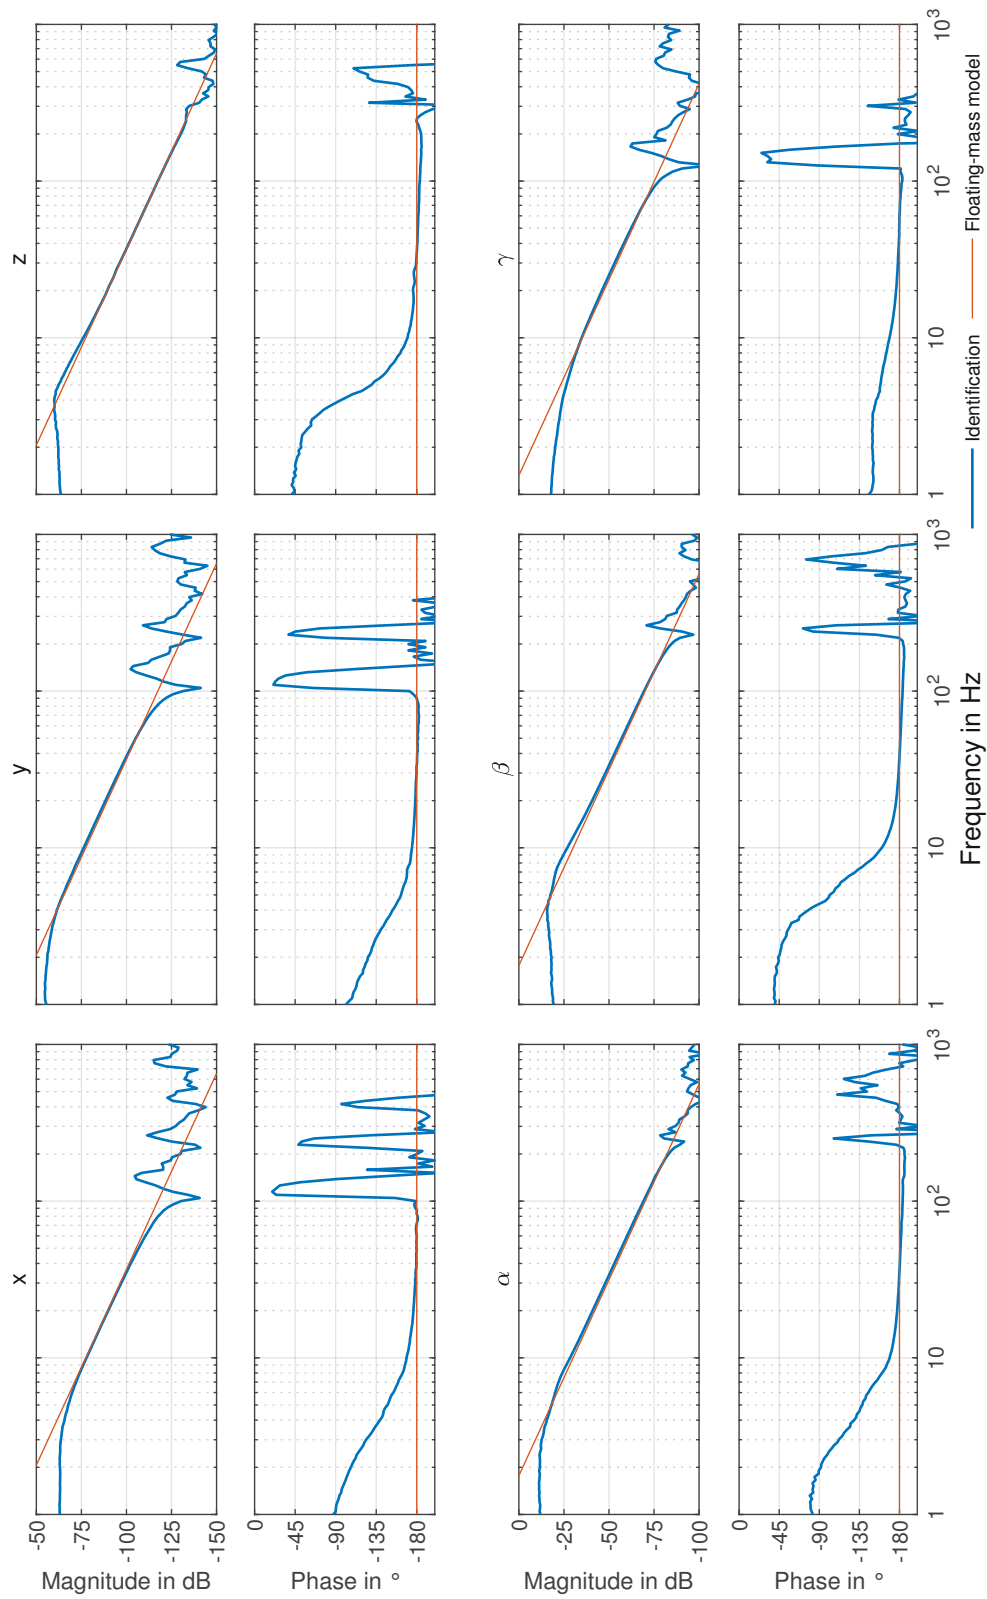 x y z
Magnitude in dB
-50
-75
-100
-125
-150
Phase in °
0
-45
-90
-135
-180
α β γ
Magnitude in dB
0
-25
-50
-75
-100
Phase in °
0
-45
-90
-135
-180
1 10 10² 10³ 1 10 10² 10³ 1 10 10² 10³
Frequency in Hz
Identification Floating-mass model